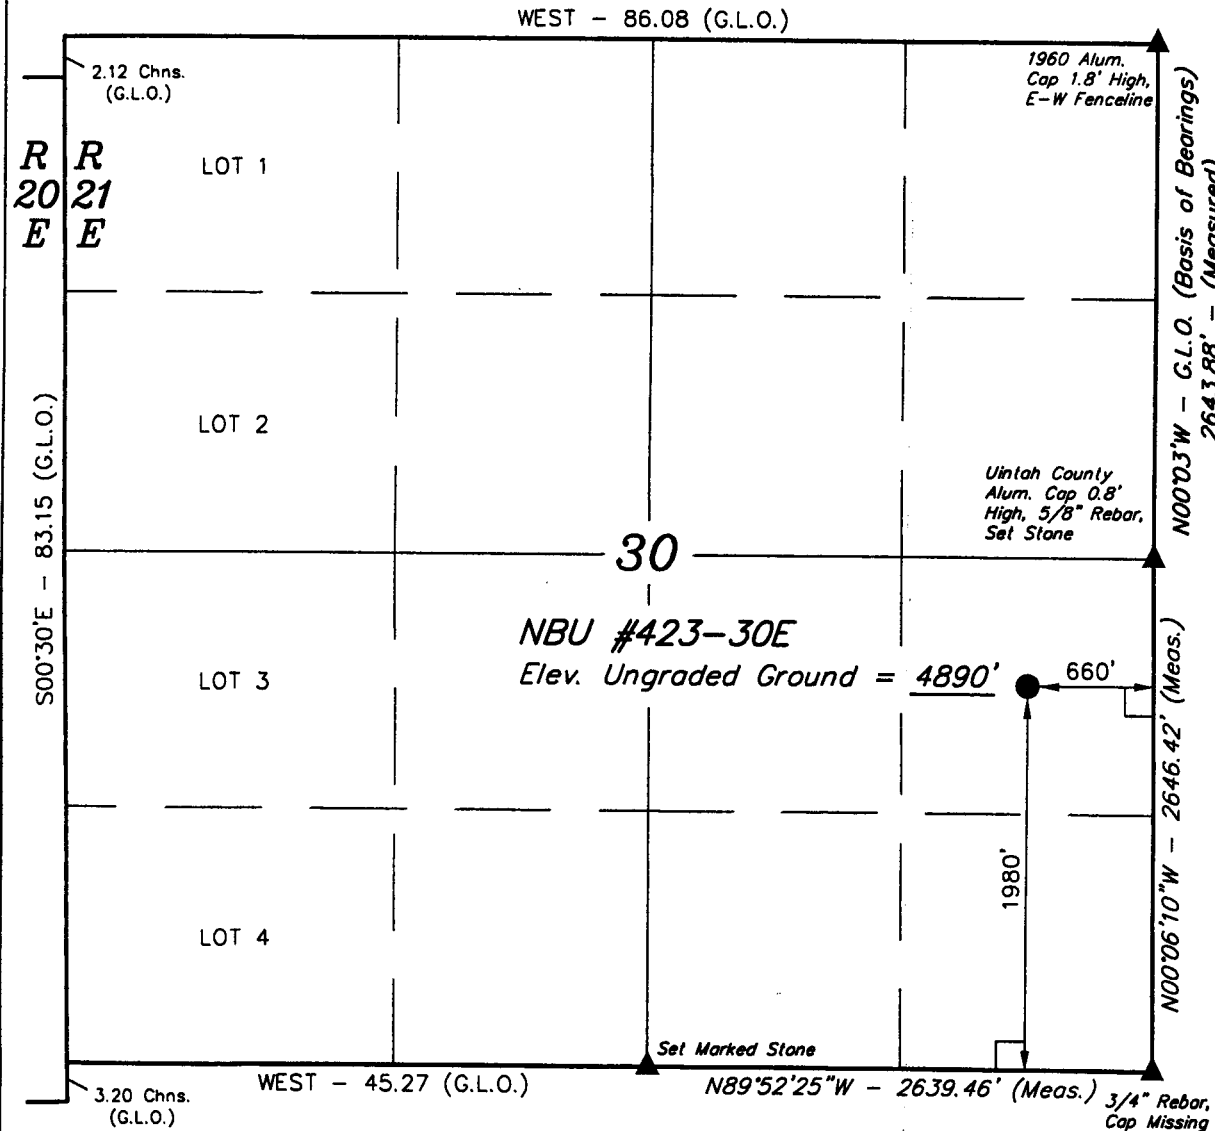 WEST - 86.08 (G.L.O.)
2.12 Chns.
(G.L.O.)
1960 Alum.
Cap 1.8' High,
E-W Fenceline
R
20
E
R
21
E
LOT 1
N00°03'W - G.L.O. (Basis of Bearings)
2643.88' - (Measured)
LOT 2
S00°30'E - 83.15 (G.L.O.)
Uintah County
Alum. Cap 0.8'
High, 5/8" Rebar,
Set Stone
30
NBU #423-30E
Elev. Ungraded Ground = 4890'
660'
LOT 3
N00°06'10"W - 2646.42' (Meas.)
1980'
LOT 4
Set Marked Stone
WEST - 45.27 (G.L.O.)
N89°52'25"W - 2639.46' (Meas.)
3.20 Chns.
(G.L.O.)
3/4" Rebar,
Cap Missing